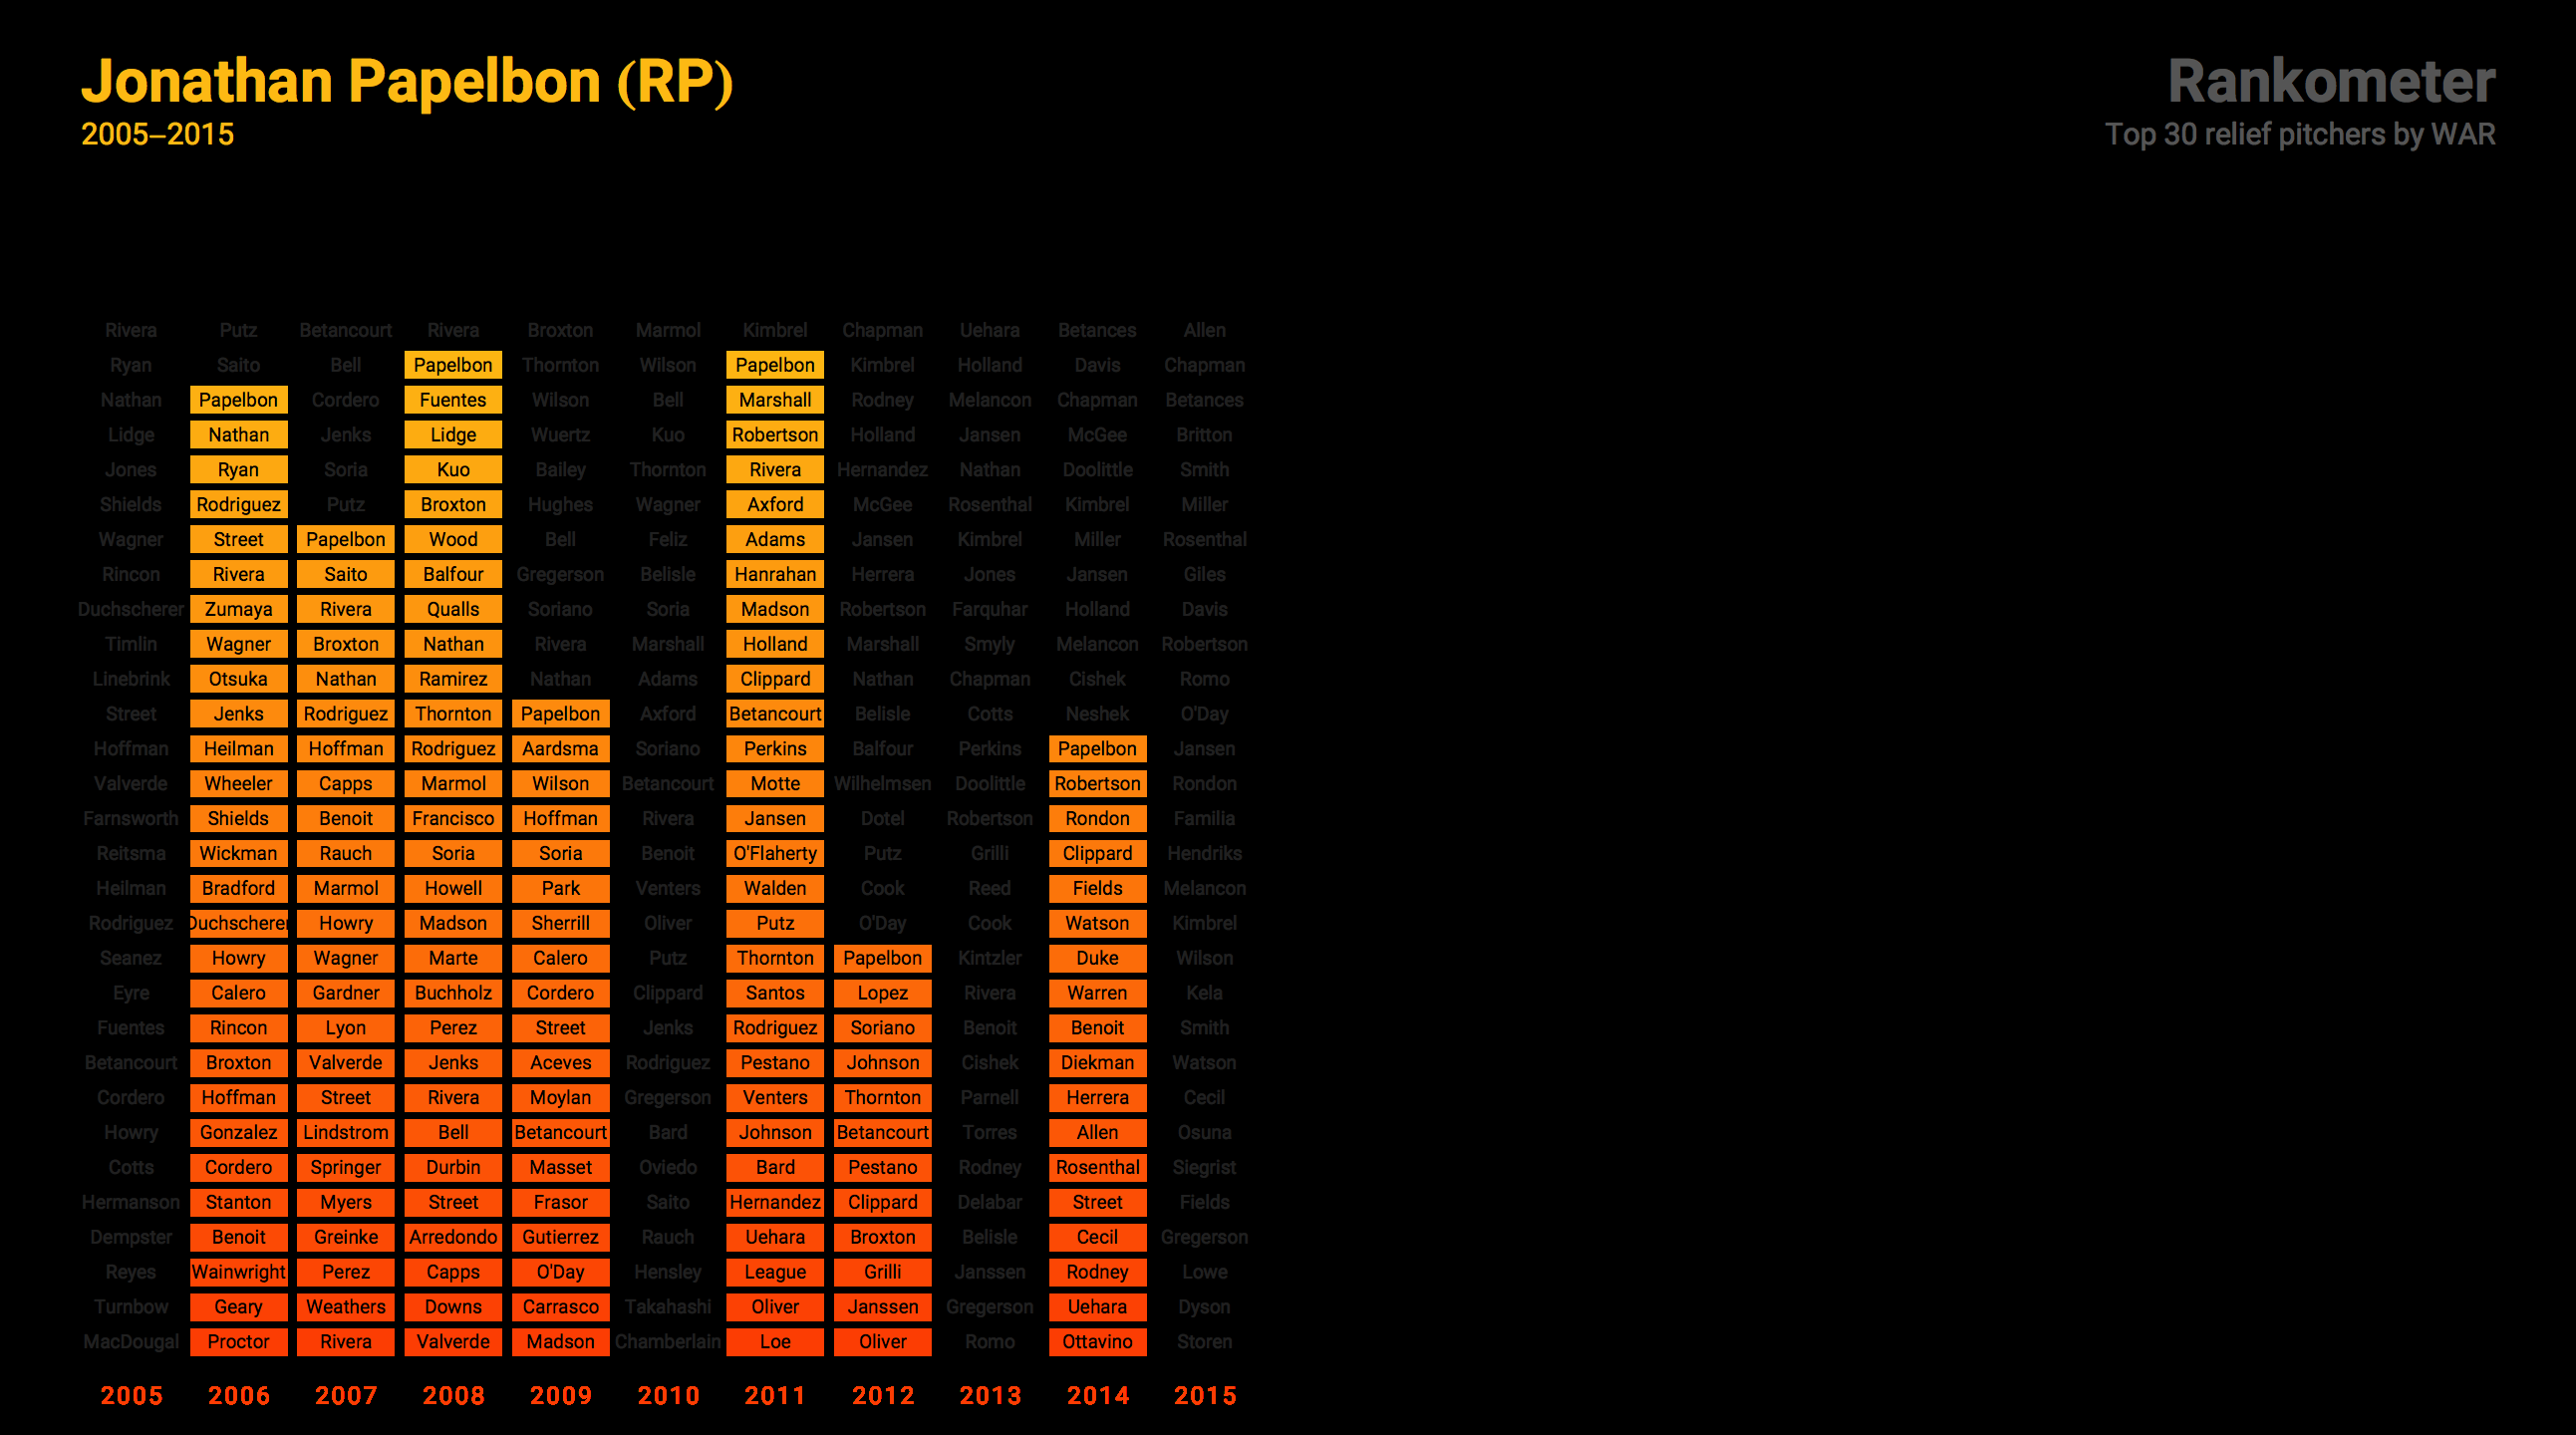 Jonathan Papelbon (RP)
2005–2015
Rankometer
Top 30 relief pitchers by WAR
Rivera Putz Betancourt Rivera Broxton Marmol Kimbrel Chapman Uehara Betances Allen
Ryan Saito Bell Papelbon Thornton Wilson Papelbon Kimbrel Holland Davis Chapman
Nathan Papelbon Cordero Fuentes Wilson Bell Marshall Rodney Melancon Chapman Betances
Lidge Nathan Jenks Lidge Wuertz Kuo Robertson Holland Jansen McGee Britton
Jones Ryan Soria Kuo Bailey Thornton Rivera Hernandez Nathan Doolittle Smith
Shields Rodriguez Putz Broxton Hughes Wagner Axford McGee Rosenthal Kimbrel Miller
Wagner Street Papelbon Wood Bell Feliz Adams Jansen Kimbrel Miller Rosenthal
Rincon Rivera Saito Balfour Gregerson Belisle Hanrahan Herrera Jones Jansen Giles
Duchscherer Zumaya Rivera Qualls Soriano Soria Madson Robertson Farquhar Holland Davis
Timlin Wagner Broxton Nathan Rivera Marshall Holland Marshall Smyly Melancon Robertson
Linebrink Otsuka Nathan Ramirez Nathan Adams Clippard Nathan Chapman Cishek Romo
Street Jenks Rodriguez Thornton Papelbon Axford Betancourt Belisle Cotts Neshek O'Day
Hoffman Heilman Hoffman Rodriguez Aardsma Soriano Perkins Balfour Perkins Papelbon Jansen
Valverde Wheeler Capps Marmol Wilson Betancourt Motte Wilhelmsen Doolittle Robertson Rondon
Farnsworth Shields Benoit Francisco Hoffman Rivera Jansen Dotel Robertson Rondon Familia
Reitsma Wickman Rauch Soria Soria Benoit O'Flaherty Putz Grilli Clippard Hendriks
Heilman Bradford Marmol Howell Park Venters Walden Cook Reed Fields Melancon
Rodriguez Duchscherer Howry Madson Sherrill Oliver Putz O'Day Cook Watson Kimbrel
Seanez Howry Wagner Marte Calero Putz Thornton Papelbon Kintzler Duke Wilson
Eyre Calero Gardner Buchholz Cordero Clippard Santos Lopez Rivera Warren Kela
Fuentes Rincon Lyon Perez Street Jenks Rodriguez Soriano Benoit Benoit Smith
Betancourt Broxton Valverde Jenks Aceves Rodriguez Pestano Johnson Cishek Diekman Watson
Cordero Hoffman Street Rivera Moylan Gregerson Venters Thornton Parnell Herrera Cecil
Howry Gonzalez Lindstrom Bell Betancourt Bard Johnson Betancourt Torres Allen Osuna
Cotts Cordero Springer Durbin Masset Oviedo Bard Pestano Rodney Rosenthal Siegrist
Hermanson Stanton Myers Street Frasor Saito Hernandez Clippard Delabar Street Fields
Dempster Benoit Greinke Arredondo Gutierrez Rauch Uehara Broxton Belisle Cecil Gregerson
Reyes Wainwright Perez Capps O'Day Hensley League Grilli Janssen Rodney Lowe
Turnbow Geary Weathers Downs Carrasco Takahashi Oliver Janssen Gregerson Uehara Dyson
MacDougal Proctor Rivera Valverde Madson Chamberlain Loe Oliver Romo Ottavino Storen
2005 2006 2007 2008 2009 2010 2011 2012 2013 2014 2015